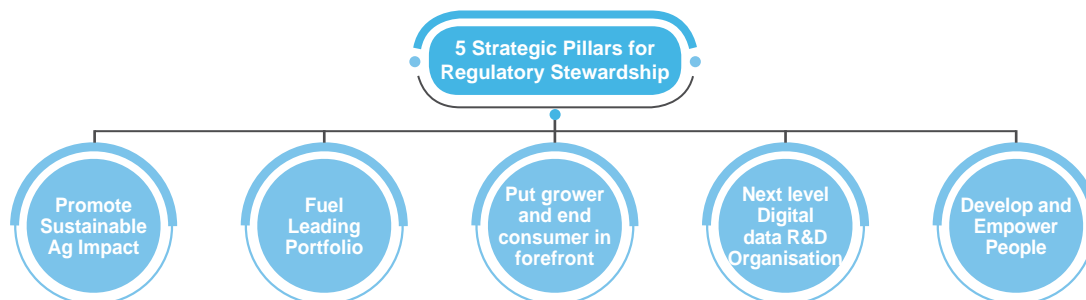 5 Strategic Pillars for
Regulatory Stewardship
Promote
Sustainable
Ag Impact
Fuel
Leading
Portfolio
Put grower
and end
consumer in
forefront
Next level
Digital
data R&D
Organisation
Develop and
Empower
People